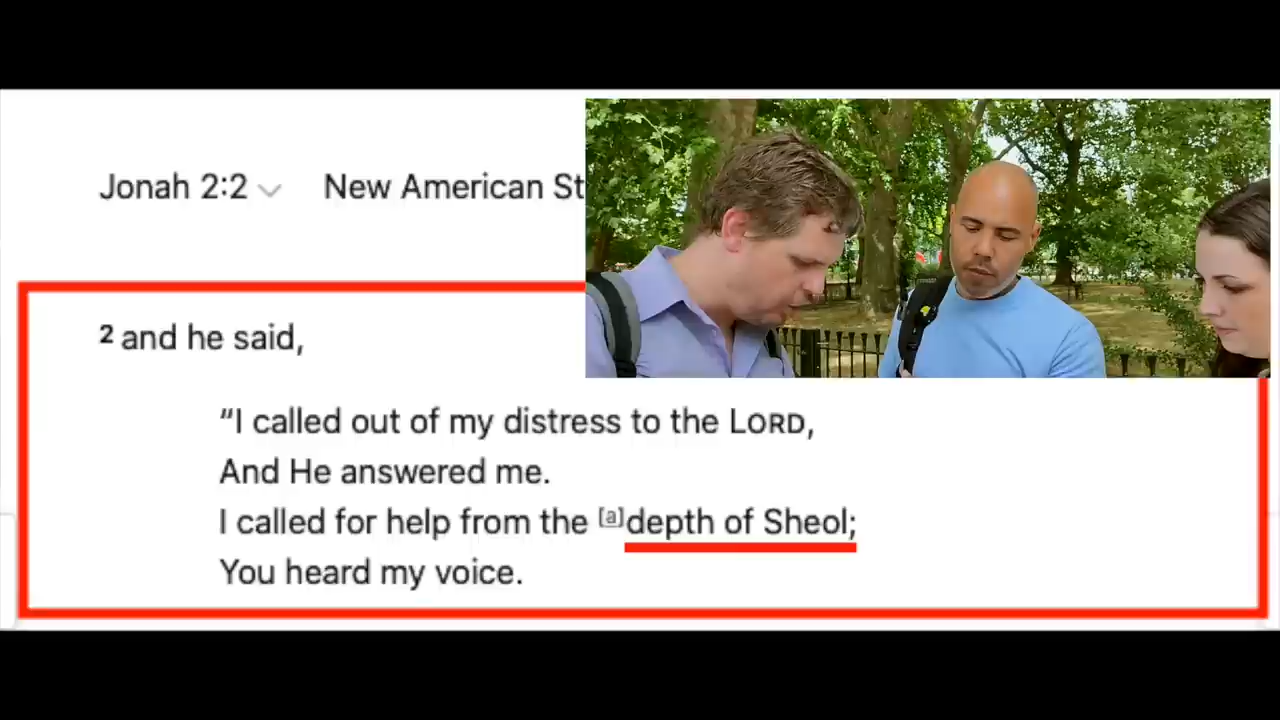 Jonah 2:2 New American St
2 and he said,
“I called out of my distress to the LORD,
And He answered me.
I called for help from the [a]depth of Sheol;
You heard my voice.